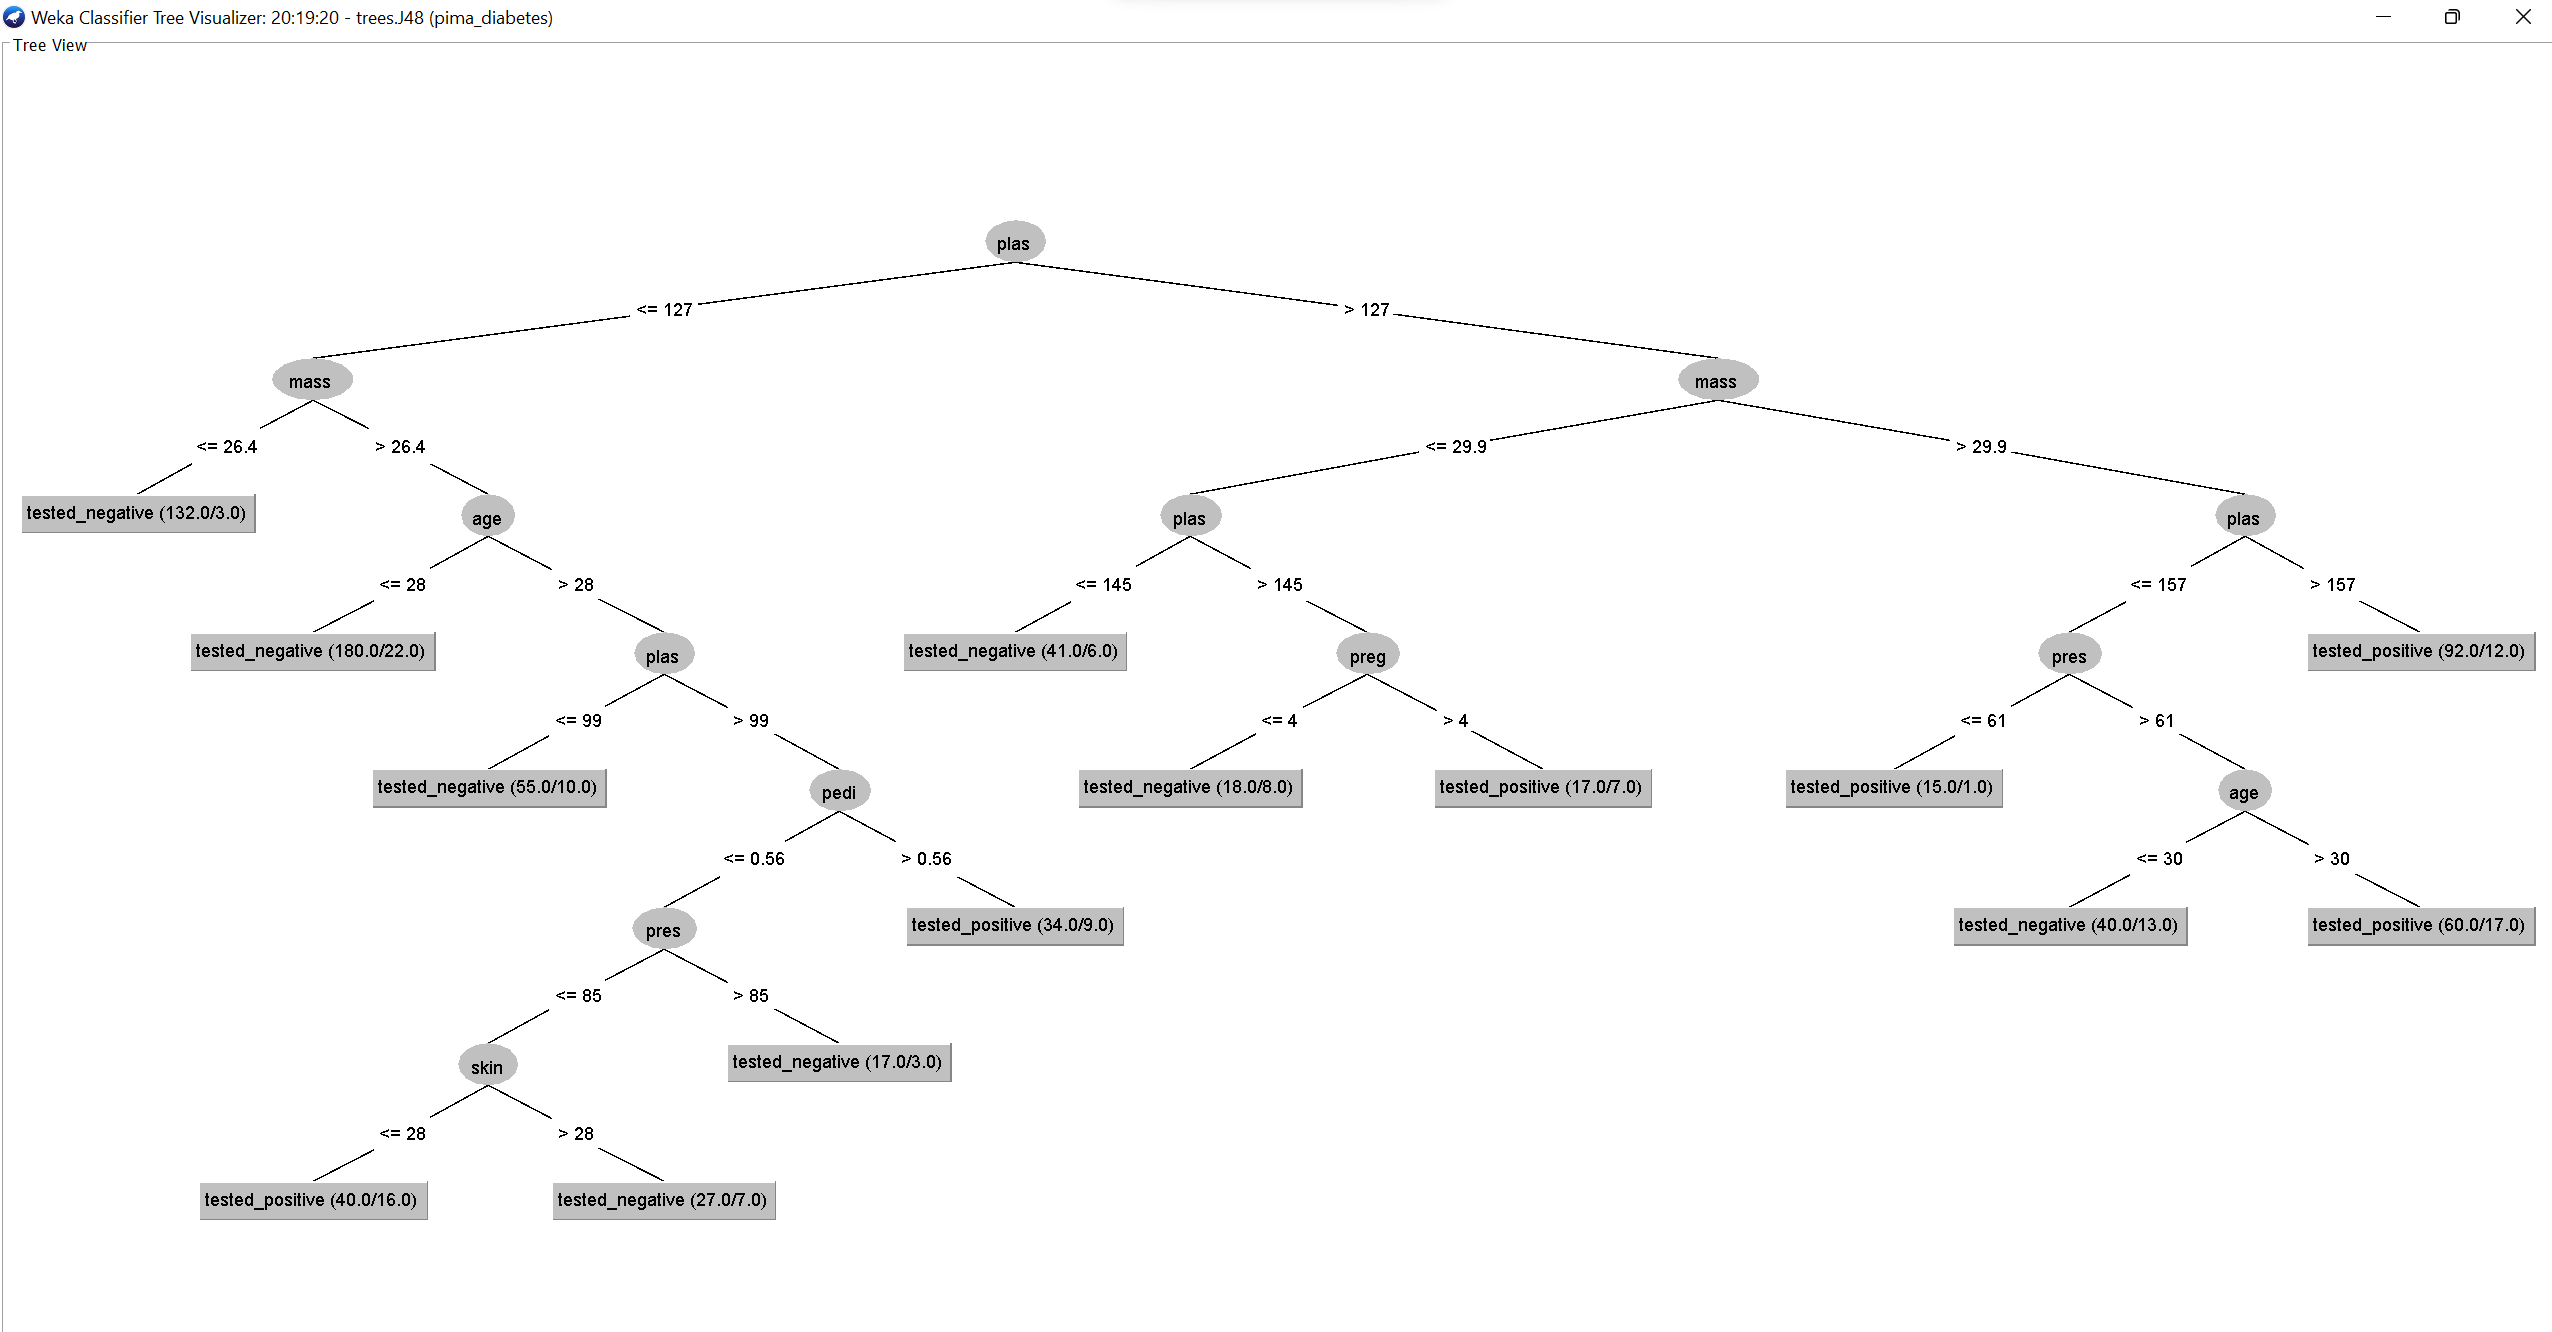 Weka Classifier Tree Visualizer: 20:19:20 - trees.J48 (pima_diabetes)
Tree View
plas
<= 127
> 127
mass
mass
<= 26.4
> 26.4
<= 29.9
> 29.9
tested_negative (132.0/3.0)
age
plas
plas
<= 28
> 28
<= 145
> 145
<= 157
> 157
tested_negative (180.0/22.0)
plas
tested_negative (41.0/6.0)
preg
pres
tested_positive (92.0/12.0)
<= 99
> 99
<= 4
> 4
<= 61
> 61
tested_negative (55.0/10.0)
pedi
tested_negative (18.0/8.0)
tested_positive (17.0/7.0)
tested_positive (15.0/1.0)
age
<= 0.56
> 0.56
<= 30
> 30
pres
tested_positive (34.0/9.0)
tested_negative (40.0/13.0)
tested_positive (60.0/17.0)
<= 85
> 85
skin
tested_negative (17.0/3.0)
<= 28
> 28
tested_positive (40.0/16.0)
tested_negative (27.0/7.0)